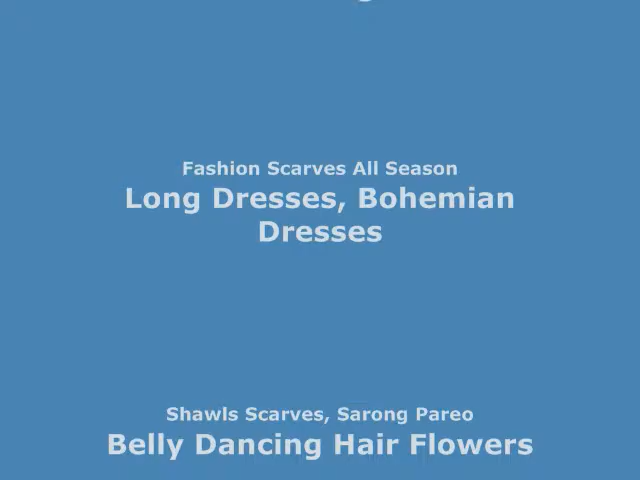 Fashion Scarves All Season
Long Dresses, Bohemian
Dresses
Shawls Scarves, Sarong Pareo
Belly Dancing Hair Flowers